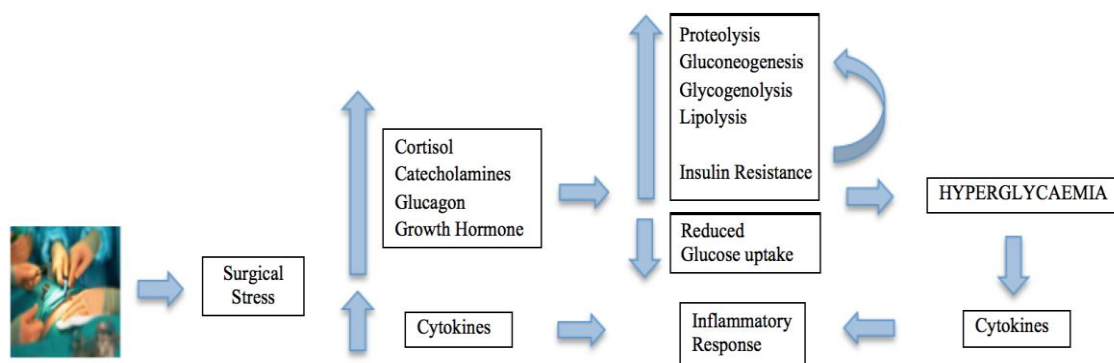 Surgical
Stress
Cortisol
Catecholamines
Glucagon
Growth Hormone
Cytokines
Proteolysis
Gluconeogenesis
Glycogenolysis
Lipolysis
Insulin Resistance
Reduced
Glucose uptake
Inflammatory
Response
HYPERGLYCAEMIA
Cytokines